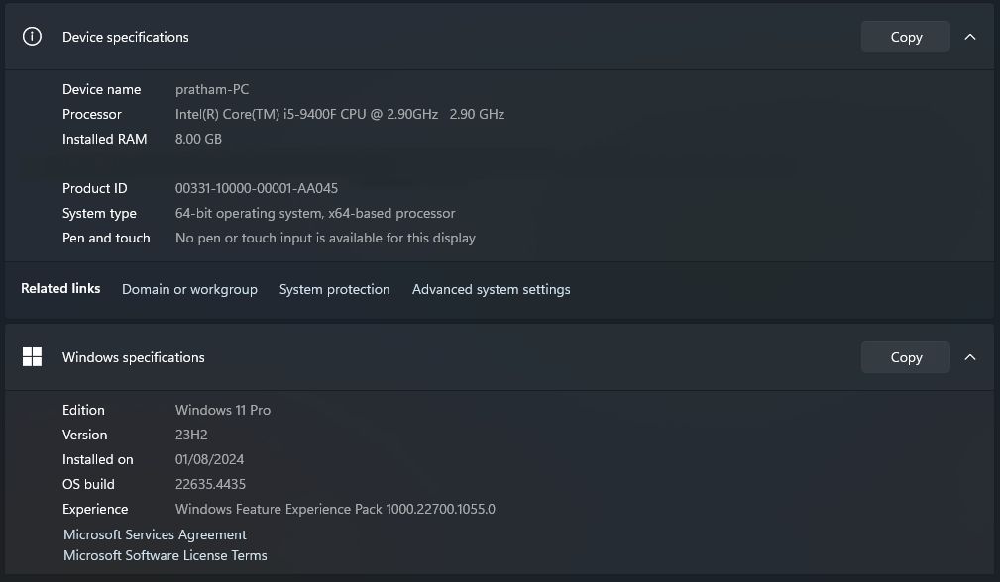 Device specifications Copy
Device name pratham-PC
Processor Intel(R) Core(TM) i5-9400F CPU @ 2.90GHz 2.90 GHz
Installed RAM 8.00 GB
Product ID 00331-10000-00001-AA045
System type 64-bit operating system, x64-based processor
Pen and touch No pen or touch input is available for this display
Related links Domain or workgroup System protection Advanced system settings
Windows specifications Copy
Edition Windows 11 Pro
Version 23H2
Installed on 01/08/2024
OS build 22635.4435
Experience Windows Feature Experience Pack 1000.22700.1055.0
Microsoft Services Agreement
Microsoft Software License Terms